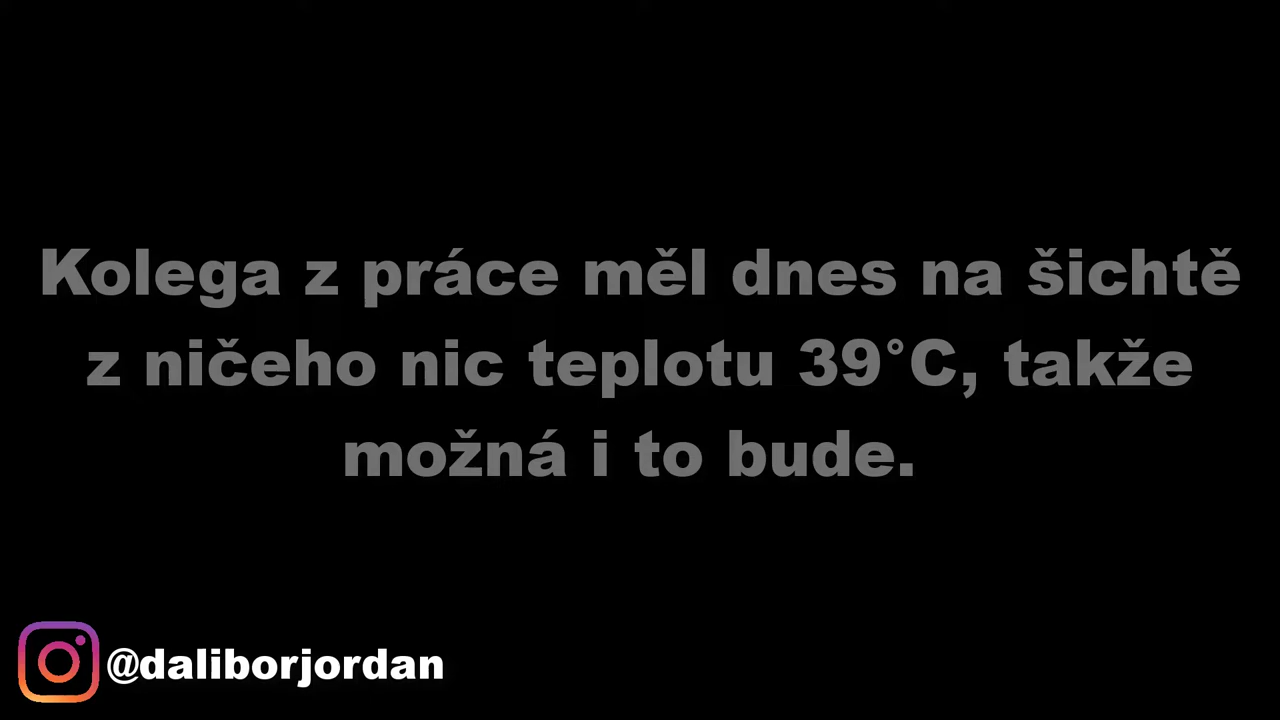 Kolega z práce měl dnes na šichtě
z ničeho nic teplotu 39°C, takže
možná i to bude.
@daliborjordan